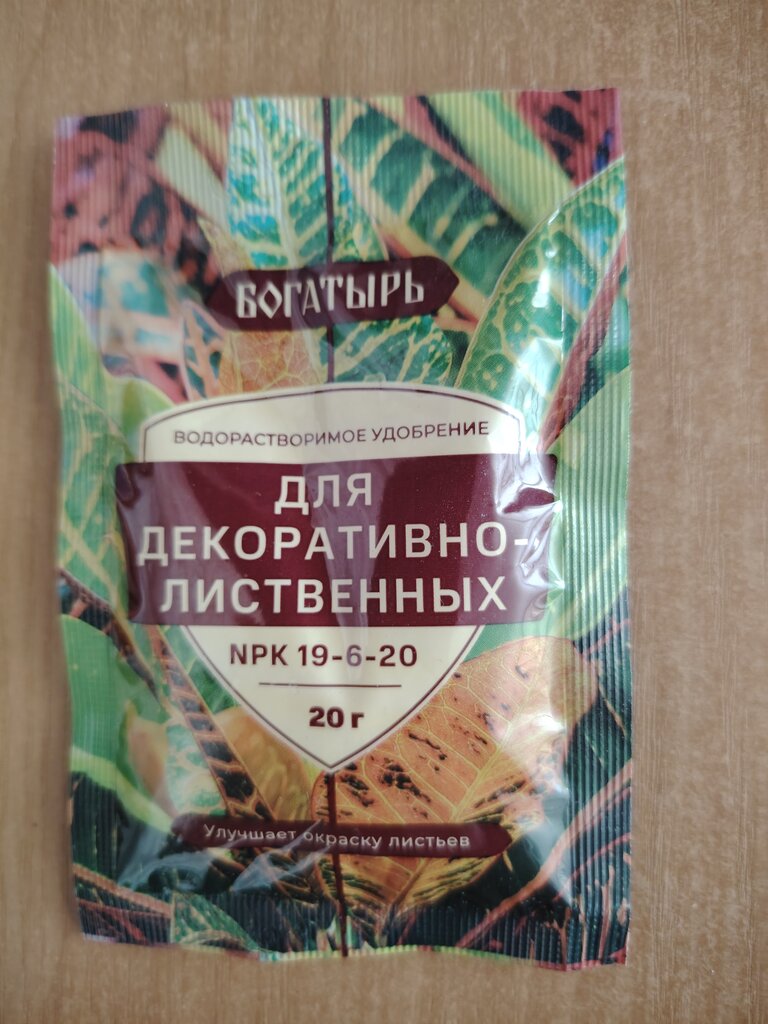 БОГАТЫРЬ
ВОДОРАСТВОРИМОЕ УДОБРЕНИЕ
ДЛЯ
ДЕКОРАТИВНО-
ЛИСТВЕННЫХ
NPK 19-6-20
20 г
Улучшает окраску листьев